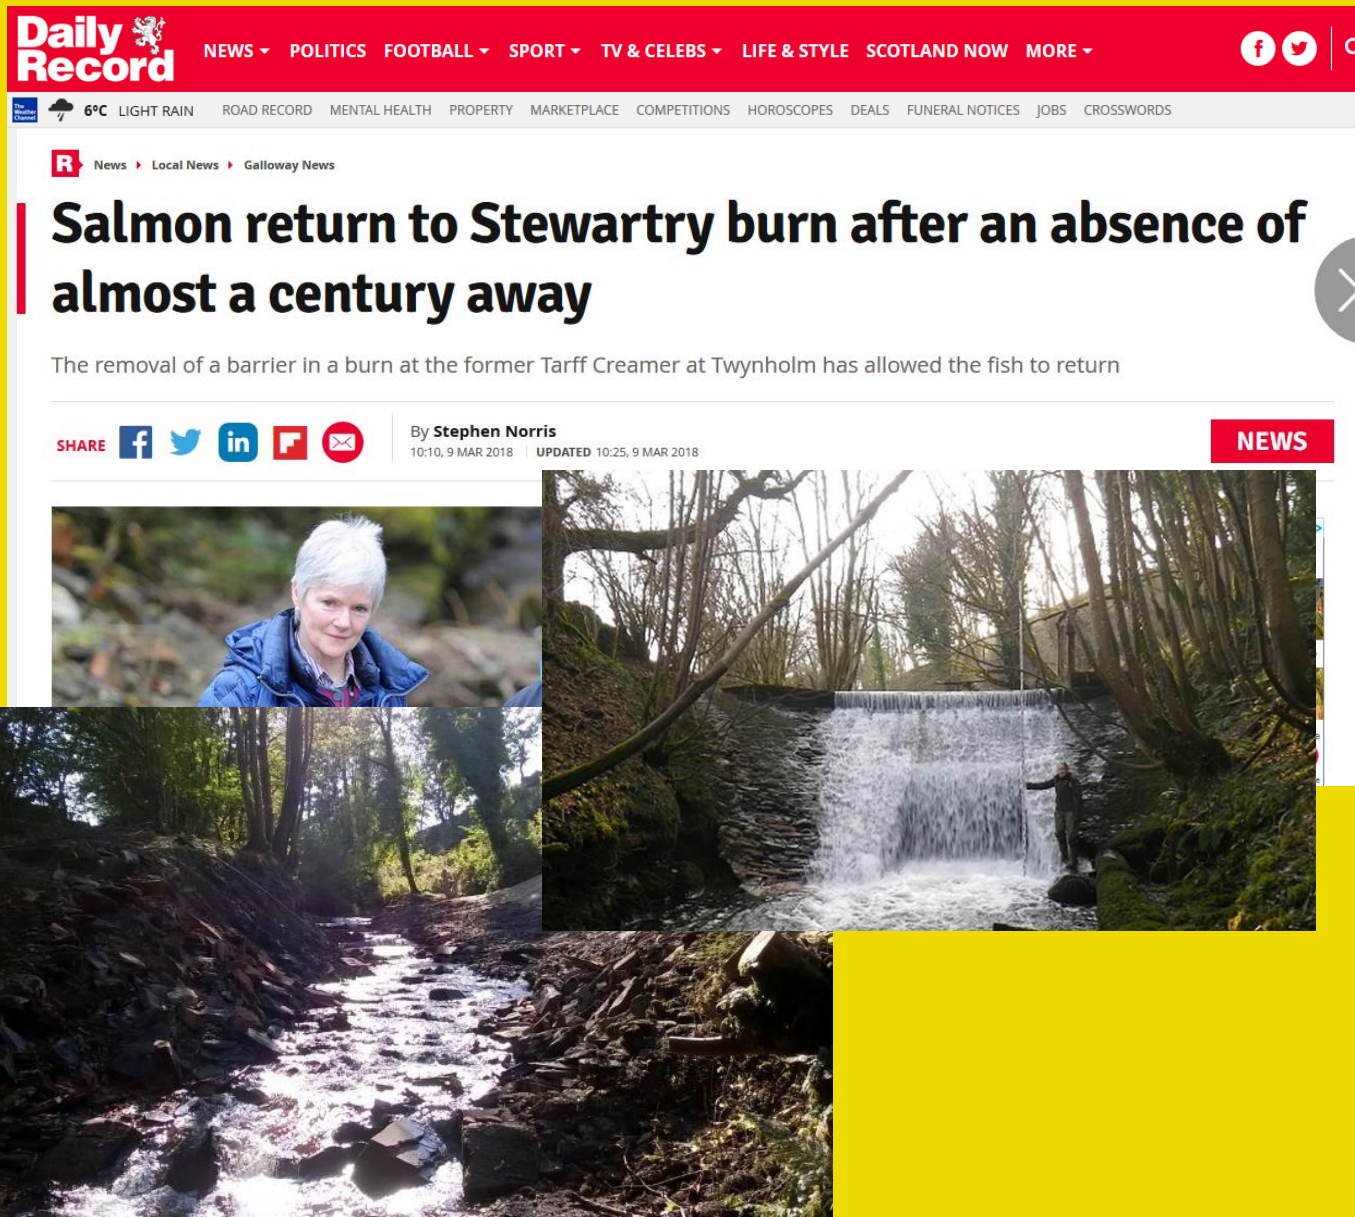 Daily
Record
NEWS POLITICS FOOTBALL SPORT TV & CELEBS LIFE & STYLE SCOTLAND NOW MORE
The
Weather
Channel
6ºC LIGHT RAIN ROAD RECORD MENTAL HEALTH PROPERTY MARKETPLACE COMPETITIONS HOROSCOPES DEALS FUNERAL NOTICES JOBS CROSSWORDS
R News Local News Galloway News
Salmon return to Stewartry burn after an absence of
almost a century away
The removal of a barrier in a burn at the former Tarff Creamer at Twynholm has allowed the fish to return
SHARE
By Stephen Norris
10:10, 9 MAR 2018 UPDATED 10:25, 9 MAR 2018
NEWS